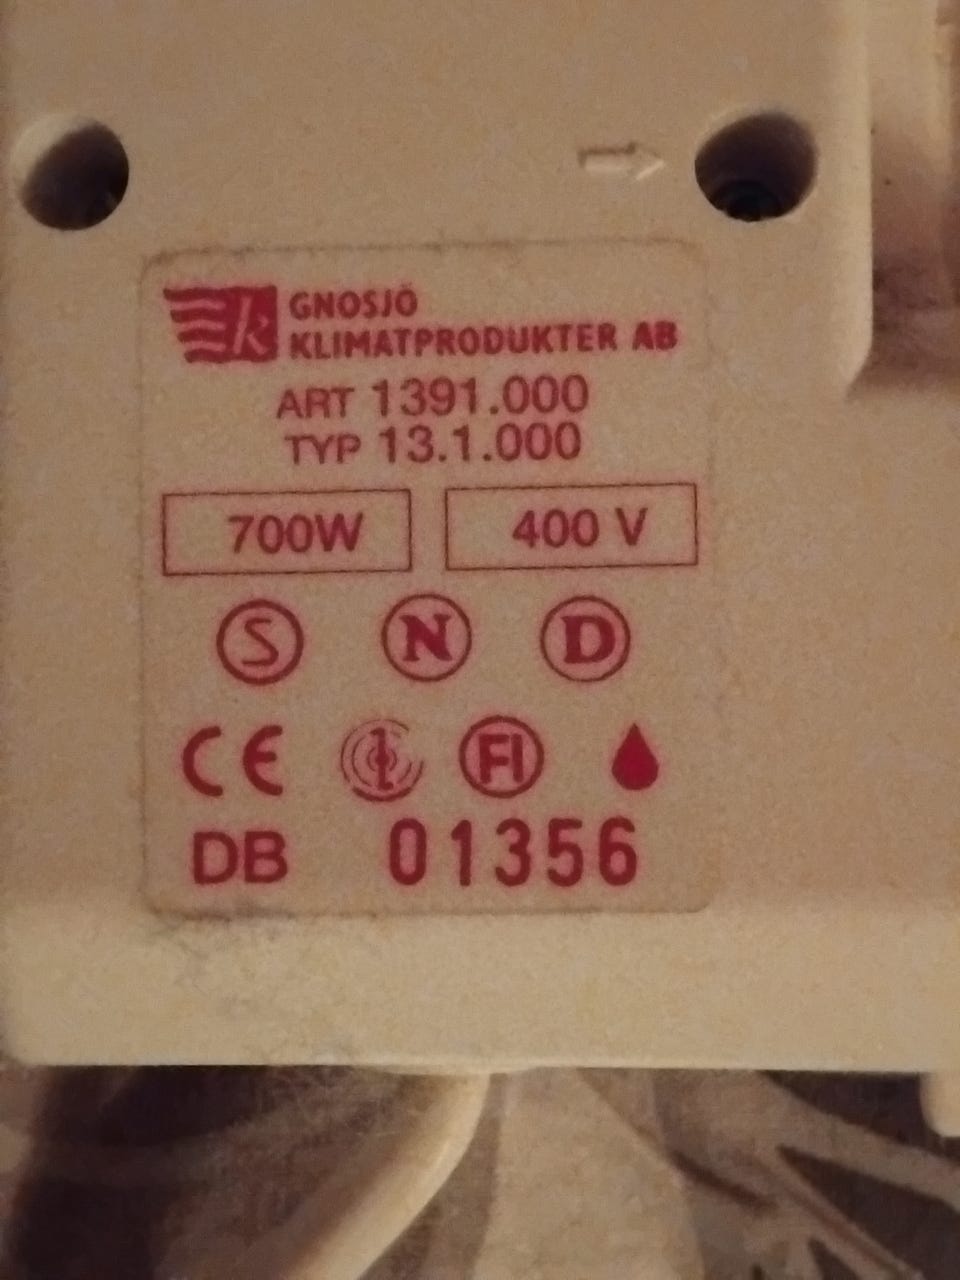 k GNOSJÖ
KLIMATPRODUKTER AB
ART 1391.000
TYP 13.1.000
700W 400 V
S N D
CE FI
DB 01356